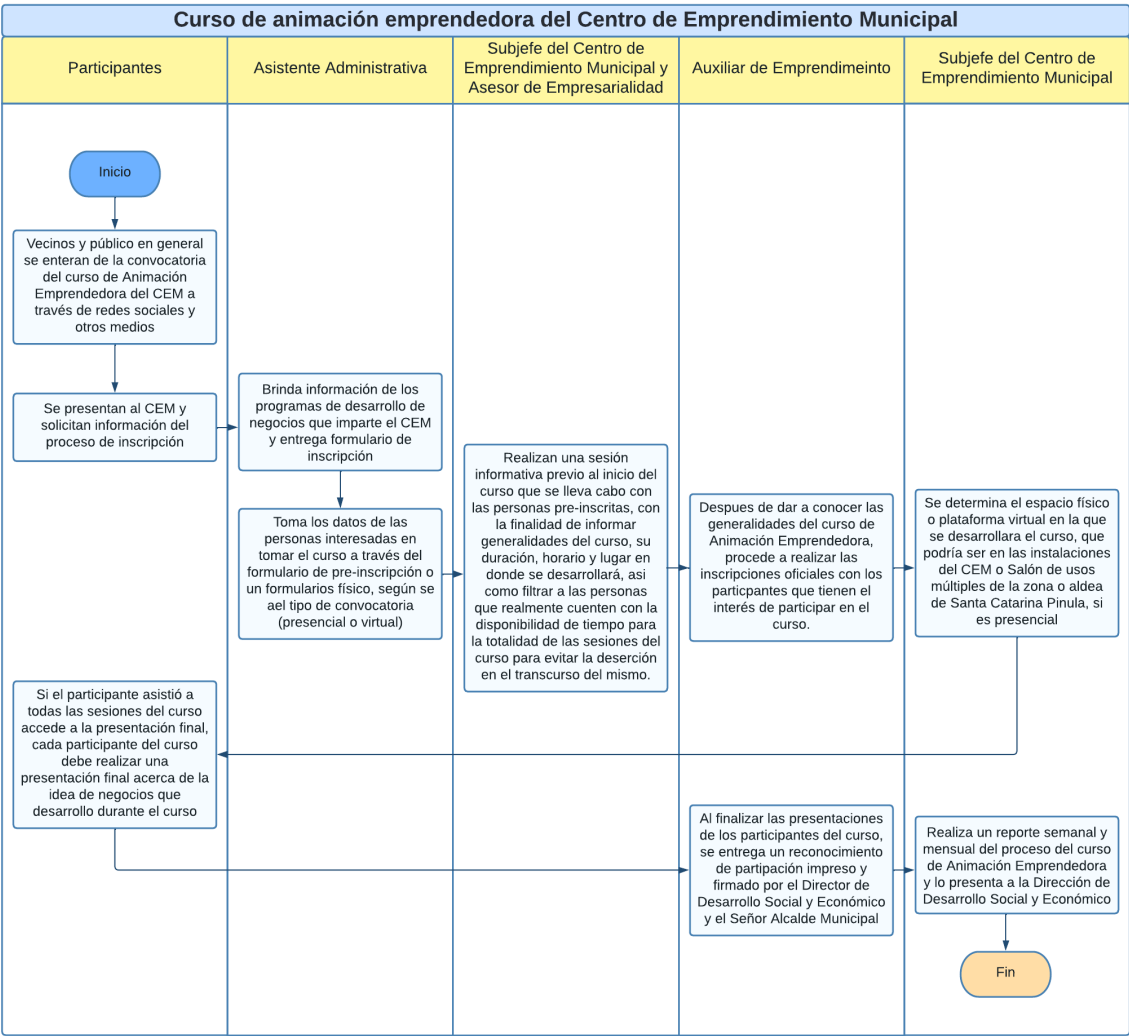 Curso de animación emprendedora del Centro de Emprendimiento Municipal
Participantes
Asistente Administrativa
Subjefe del Centro de
Emprendimiento Municipal y
Asesor de Empresarialidad
Auxiliar de Emprendimeinto
Subjefe del Centro de
Emprendimiento Municipal
Inicio
Vecinos y público en general
se enteran de la convocatoria
del curso de Animación
Emprendedora del CEM a
través de redes sociales y
otros medios
Se presentan al CEM y
solicitan información del
proceso de inscripción
Brinda información de los
programas de desarrollo de
negocios que imparte el CEM
y entrega formulario de
inscripción
Toma los datos de las
personas interesadas en
tomar el curso a través del
formulario de pre-inscripción o
un formularios físico, según se
ael tipo de convocatoria
(presencial o virtual)
Realizan una sesión
informativa previo al inicio del
curso que se lleva cabo con
las personas pre-inscritas, con
la finalidad de informar
generalidades del curso, su
duración, horario y lugar en
donde se desarrollará, asi
como filtrar a las personas
que realmente cuenten con la
disponibilidad de tiempo para
la totalidad de las sesiones del
curso para evitar la deserción
en el transcurso del mismo.
Despues de dar a conocer las
generalidades del curso de
Animación Emprendedora,
procede a realizar las
inscripciones oficiales con los
particpantes que tienen el
interés de participar en el
curso.
Se determina el espacio físico
o plataforma virtual en la que
se desarrollara el curso, que
podría ser en las instalaciones
del CEM o Salón de usos
múltiples de la zona o aldea
de Santa Catarina Pinula, si
es presencial
Si el participante asistió a
todas las sesiones del curso
accede a la presentación final,
cada participante del curso
debe realizar una
presentación final acerca de la
idea de negocios que
desarrollo durante el curso
Al finalizar las presentaciones
de los participantes del curso,
se entrega un reconocimiento
de partipación impreso y
firmado por el Director de
Desarrollo Social y Económico
y el Señor Alcalde Municipal
Realiza un reporte semanal y
mensual del proceso del curso
de Animación Emprendedora
y lo presenta a la Dirección de
Desarrollo Social y Económico
Fin